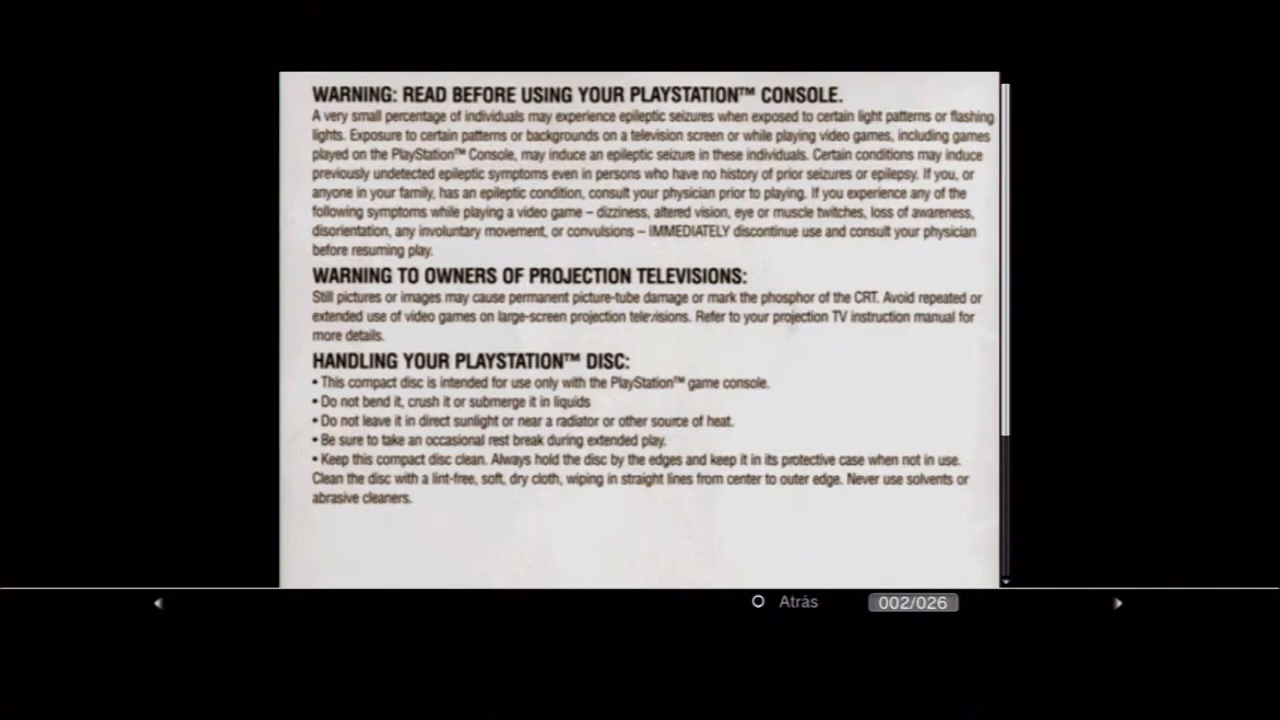 WARNING: READ BEFORE USING YOUR PLAYSTATION™ CONSOLE.
A very small percentage of individuals may experience epileptic seizures when exposed to certain light patterns or flashing
lights. Exposure to certain patterns or backgrounds on a television screen or while playing video games, including games
played on the PlayStation™ Console, may induce an epileptic seizure in these individuals. Certain conditions may induce
previously undetected epileptic symptoms even in persons who have no history of prior seizures or epilepsy. If you, or
anyone in your family, has an epileptic condition, consult your physician prior to playing. If you experience any of the
following symptoms while playing a video game – dizziness, altered vision, eye or muscle twitches, loss of awareness,
disorientation, any involuntary movement, or convulsions – IMMEDIATELY discontinue use and consult your physician
before resuming play.
WARNING TO OWNERS OF PROJECTION TELEVISIONS:
Still pictures or images may cause permanent picture-tube damage or mark the phosphor of the CRT. Avoid repeated or
extended use of video games on large-screen projection televisions. Refer to your projection TV instruction manual for
more details.
HANDLING YOUR PLAYSTATION™ DISC:
• This compact disc is intended for use only with the PlayStation™ game console.
• Do not bend it, crush it or submerge it in liquids
• Do not leave it in direct sunlight or near a radiator or other source of heat.
• Be sure to take an occasional rest break during extended play.
• Keep this compact disc clean. Always hold the disc by the edges and keep it in its protective case when not in use.
Clean the disc with a lint-free, soft, dry cloth, wiping in straight lines from center to outer edge. Never use solvents or
abrasive cleaners.
Atrás 002/026